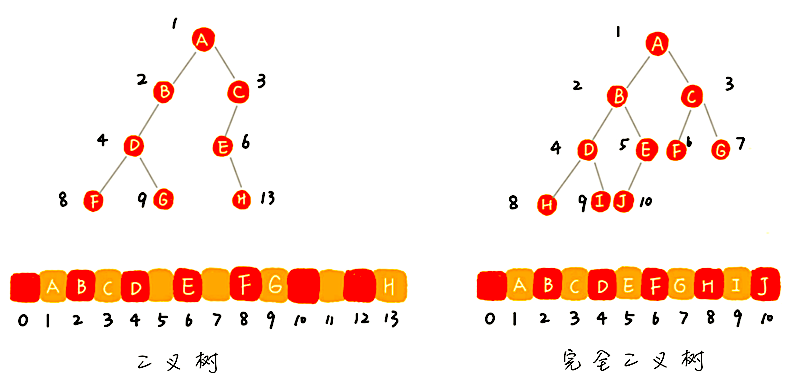 1
A
2
B
C
3
4
D
E
6
8
F
9
G
H
13
A B C D E F G H
0 1 2 3 4 5 6 7 8 9 10 11 12 13
二叉树
1
A
2
B
C
3
4
D
5
E
F
6
G
7
8
H
9
I
J
10
A B C D E F G H I J
0 1 2 3 4 5 6 7 8 9 10
完全二叉树